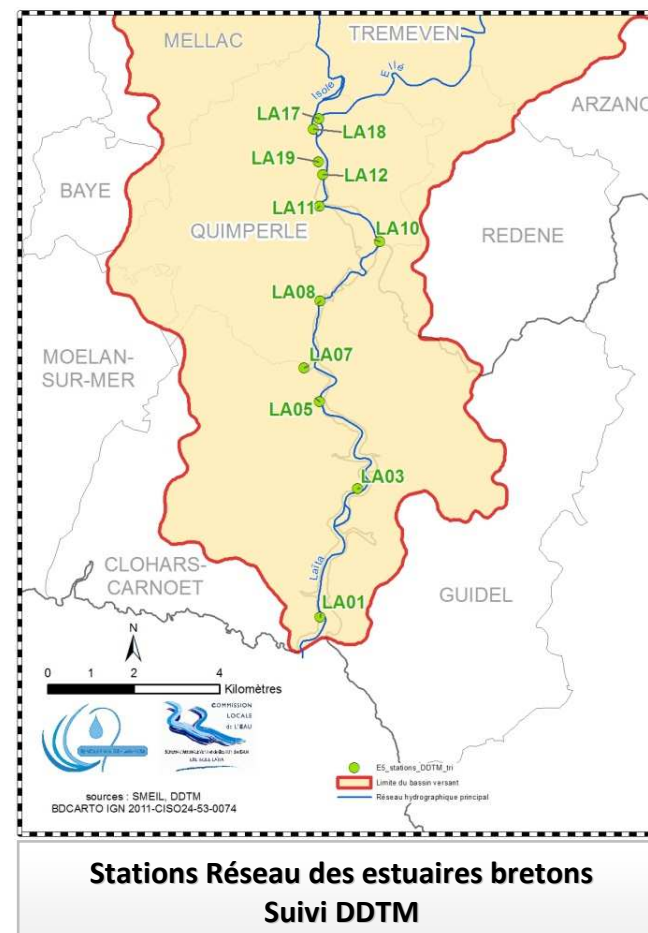 MELLAC
TREMEVEN
Isole
Ellé
ARZANO
LA17
LA18
LA19
LA12
BAYE
LA11
QUIMPERLE
LA10
REDENE
LA08
MOELAN-
SUR-MER
LA07
LA05
LA03
CLOHARS-
CARNOET
Laïta
GUIDEL
LA01
N
0 1 2 4
Kilomètres
COMMISSION
LOCALE
de L'EAU
sources : SMEIL, DDTM
BDCARTO IGN 2011-CISO24-53-0074
E5_stations_DDTM_tri
Limite du bassin versant
Réseau hydrographique principal
Stations Réseau des estuaires bretons
Suivi DDTM